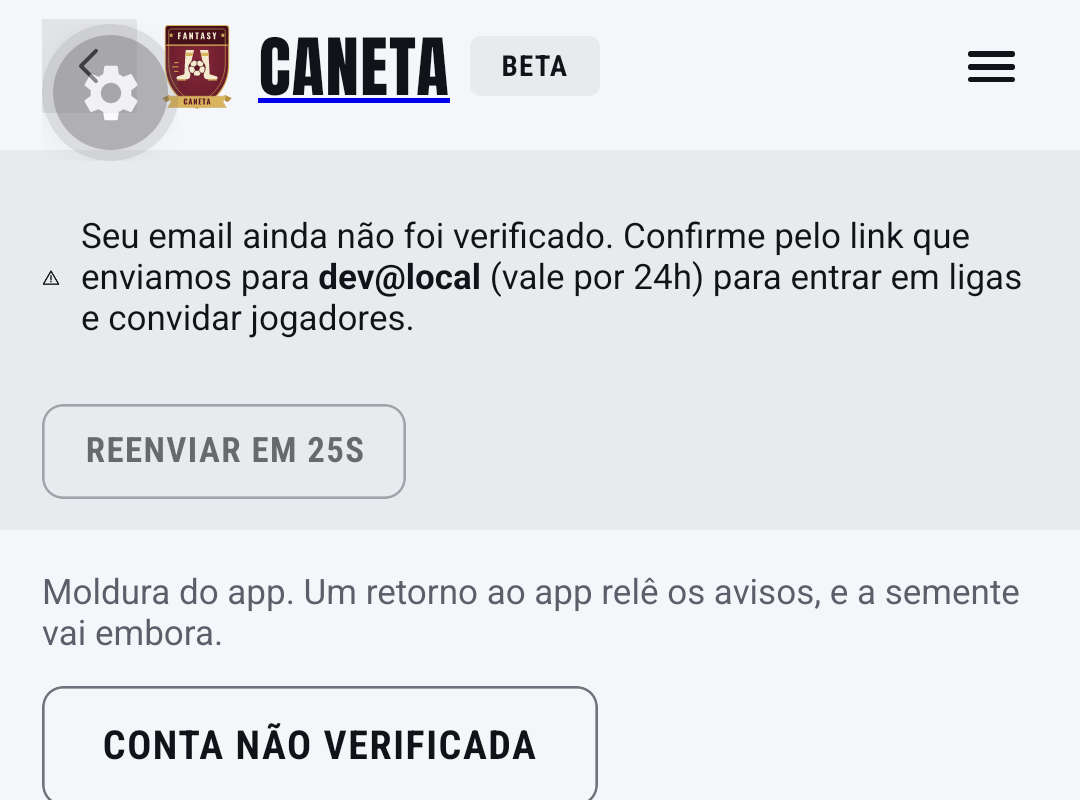 FANTASY
CANETA
CANETA
BETA
Seu email ainda não foi verificado. Confirme pelo link que
enviamos para dev@local (vale por 24h) para entrar em ligas
e convidar jogadores.
REENVIAR EM 25S
Moldura do app. Um retorno ao app relê os avisos, e a semente
vai embora.
CONTA NÃO VERIFICADA